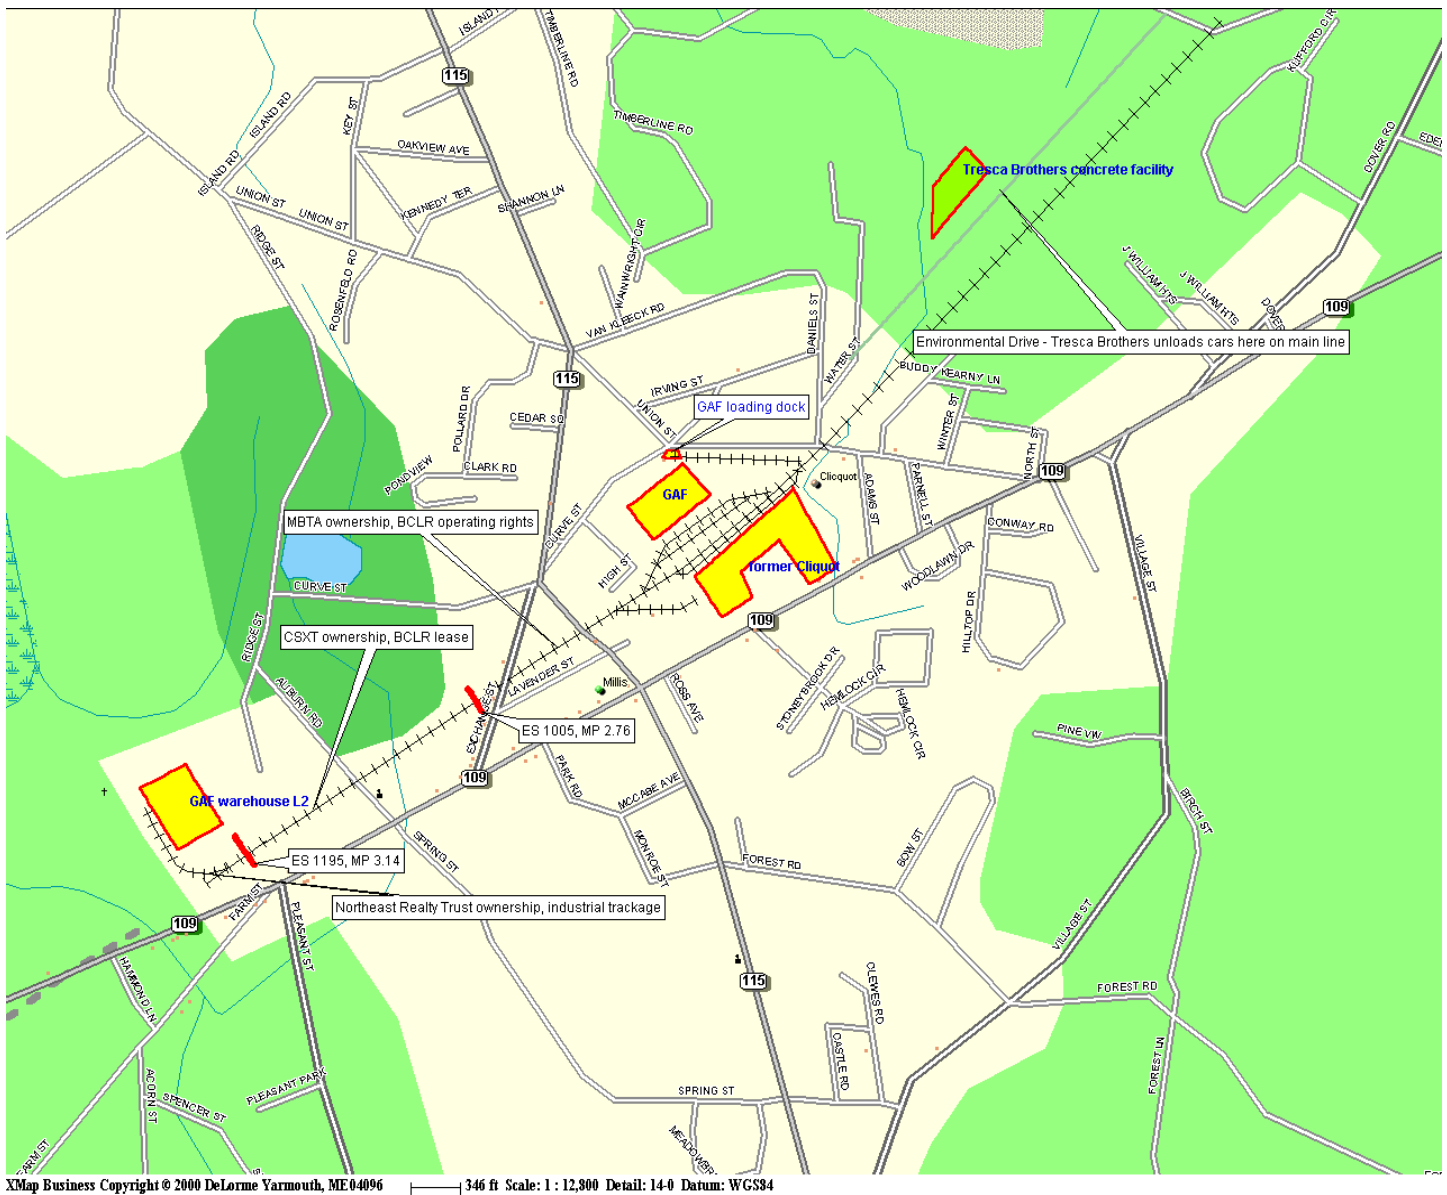 ISLAND RD
115
TIMBERLINE RD
KUFFORD CIR
ISLAND RD
KEY ST
TIMBERLINE RD
DOVER RD
OAKVIEW AVE
ISLAND RD
Tresca Brothers concrete facility
UNION ST
UNION ST
KENNEDY TER
SHANNON LN
RIDGE ST
WAINWRIGHT CIR
ROSENFELD RD
J WILLIAM HTS
J WILLIAM HTS
109
VAN KLEECK RD
DANIELS ST
WATER ST
Environmental Drive - Tresca Brothers unloads cars here on main line
115
BUDDY KEARNY LN
IRVING ST
POLLARD DR
CEDAR SQ
UNION ST
GAF loading dock
WINTER ST
NORTH ST
PONDVIEW
CLARK RD
109
Clicquot
ADAMS ST
PARNELL ST
GAF
CURVE ST
MBTA ownership, BCLR operating rights
CONWAY RD
HIGH ST
former Cliquot
WOODLAWN DR
VILLAGE ST
CURVE ST
109
HILLTOP DR
RIDGE ST
CSXT ownership, BCLR lease
LAVENDER ST
STONEYBROOK DR
HEMLOCK CIR
HEMLOCK CIR
AUBURN RD
Millis
ROSS AVE
EXCHANGE ST
ES 1005, MP 2.76
PINE VW
109
PARK RD
MCCABE AVE
GAF warehouse L2
BIRCH ST
SPRING ST
MONROE ST
BOW ST
ES 1195, MP 3.14
FOREST RD
FARM ST
Northeast Realty Trust ownership, industrial trackage
109
PLEASANT ST
VILLAGE ST
HAMMOND LN
115
CLEWES RD
FOREST RD
CASTLE RD
FOREST LN
ACORN ST
SPENCER ST
PLEASANT PARK
SPRING ST
XMap Business Copyright © 2000 DeLorme Yarmouth, ME 04096 346 ft Scale: 1 : 12,800 Detail: 14-0 Datum: WGS84